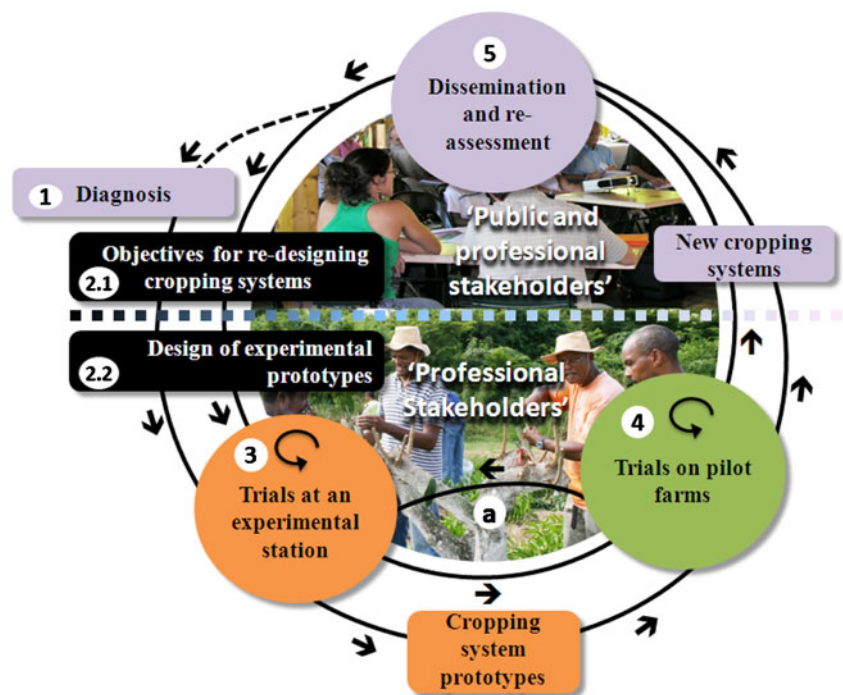 5
Dissemination
and re-
assessment
1
Diagnosis
'Public and
professional
stakeholders'
2.1
Objectives for re-designing
cropping systems
New cropping
systems
2.2
Design of experimental
prototypes
'Professional
Stakeholders'
3
Trials at an
experimental
station
4
Trials on pilot
farms
a
Cropping
system
prototypes